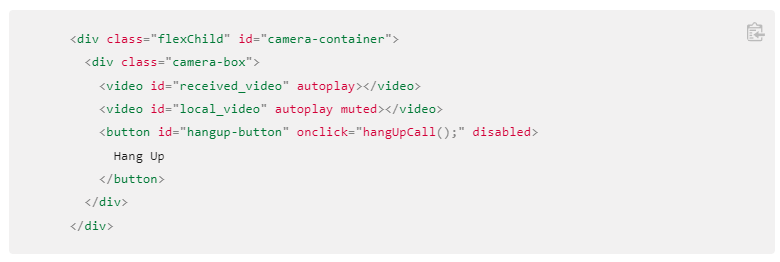 <div class="flexChild" id="camera-container">
<div class="camera-box">
<video id="received_video" autoplay></video>
<video id="local_video" autoplay muted></video>
<button id="hangup-button" onclick="hangUpCall();" disabled>
Hang Up
</button>
</div>
</div>